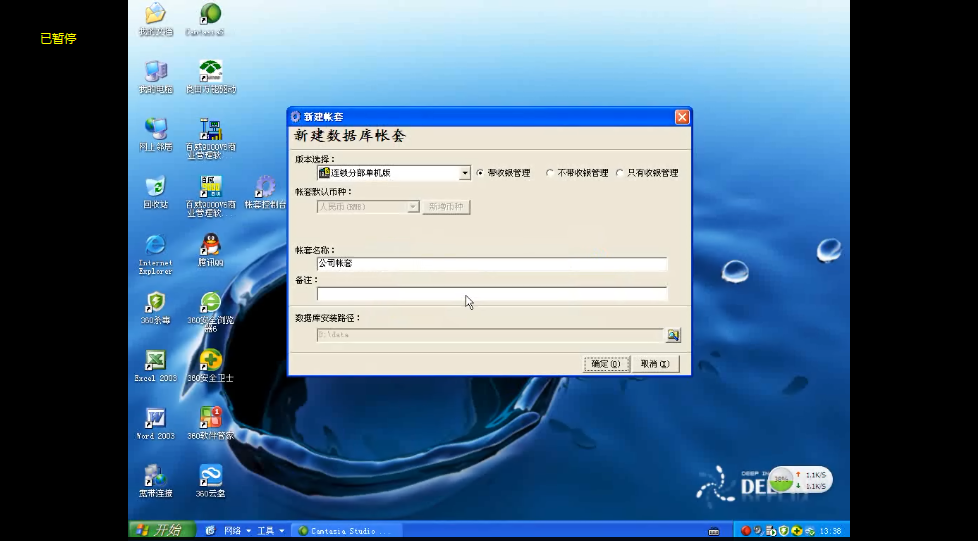 已暂停
我的文档
CamtasiaS...
我的电脑
网上邻居
百威9000V6商业管理软...
回收站
百威9000V6商业管理软...
帐套控制台
Internet Explorer
腾讯QQ
360杀毒
360安全浏览器6
Excel 2003
360安全卫士
Word 2003
360软件管家
宽带连接
360云盘
新建帐套
新建数据库帐套
版本选择：
连锁分部单机版
带收银管理
不带收银管理
只有收银管理
帐套默认币种：
人民币(RMB)
新增币种
帐套名称：
公司帐套
备注：
数据库安装路径：
D:\data
确定(O)
取消(X)
DEEP IN
38%
1.1K/S
1.1K/S
开始
网络
工具
Camtasia Studio...
13:38